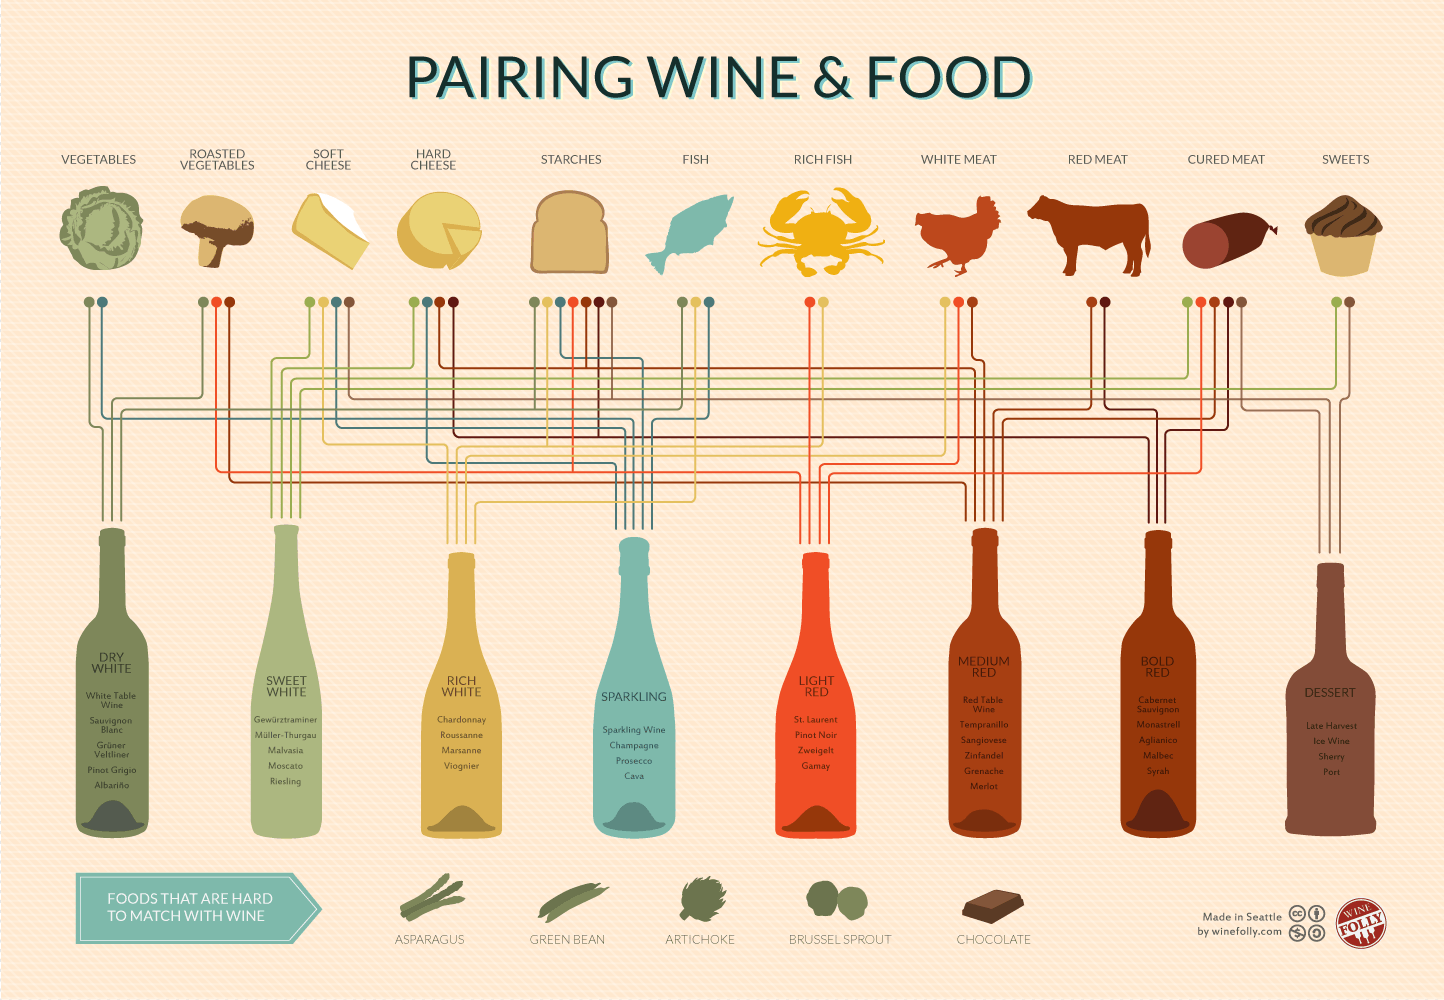 PAIRING WINE & FOOD
VEGETABLES
ROASTED
VEGETABLES
SOFT
CHEESE
HARD
CHEESE
STARCHES
FISH
RICH FISH
WHITE MEAT
RED MEAT
CURED MEAT
SWEETS
DRY
WHITE
White Table
Wine
Sauvignon
Blanc
Grüner
Veltliner
Pinot Grigio
Albariño
SWEET
WHITE
Gewürztraminer
Müller-Thurgau
Malvasia
Moscato
Riesling
RICH
WHITE
Chardonnay
Roussanne
Marsanne
Viognier
SPARKLING
Sparkling Wine
Champagne
Prosecco
Cava
LIGHT
RED
St. Laurent
Pinot Noir
Zweigelt
Gamay
MEDIUM
RED
Red Table
Wine
Tempranillo
Sangiovese
Zinfandel
Grenache
Merlot
BOLD
RED
Cabernet
Sauvignon
Monastrell
Aglianico
Malbec
Syrah
DESSERT
Late Harvest
Ice Wine
Sherry
Port
FOODS THAT ARE HARD
TO MATCH WITH WINE
ASPARAGUS
GREEN BEAN
ARTICHOKE
BRUSSEL SPROUT
CHOCOLATE
Made in Seattle
by winefolly.com
cc
WINE
FOLLY